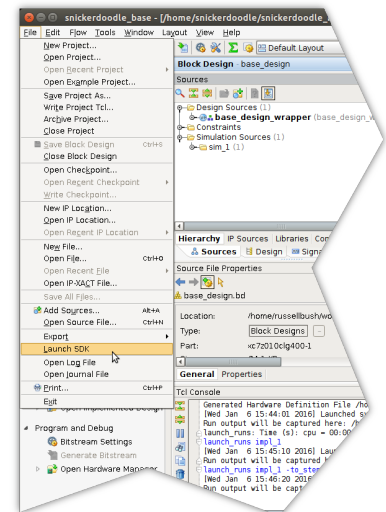 snickerdoodle_base - [/home/snickerdoodle/snickerdoodle_
File Edit Flow Tools Window Layout View Help
Default Layout
New Project...
Open Project...
Open Recent Project
Open Example Project...
Save Project As...
Write Project Tcl...
Archive Project...
Close Project
Save Block Design Ctrl+S
Close Block Design
Open Checkpoint...
Open Recent Checkpoint
Write Checkpoint...
New IP Location...
Open IP Location...
Open Recent IP Location
New File...
Open File... Ctrl+O
Open Recent File
Open IP-XACT File...
Save All Files...
Add Sources... Alt+A
Open Source File... Ctrl+N
Export
Launch SDK
Open Log File
Open Journal File
Print... Ctrl+P
Exit
Open Implemented Design
Program and Debug
Bitstream Settings
Generate Bitstream
Open Hardware Manager
Block Design - base_design
Sources
Design Sources (1)
base_design_wrapper (base_design_w
Constraints
Simulation Sources (1)
sim_1 (1)
Hierarchy IP Sources Libraries Com
Sources Design Signa
Source File Properties
base_design.bd
Location: /home/russellbush/wo
Type: Block Designs
Part: xc7z010clg400-1
General Properties
Tcl Console
Generated Hardware Definition File /ho
[Wed Jan 6 15:44:01 2016] Launched sy
Run output will be captured here: /h
launch_runs: Time (s): cpu = 00:00
launch_runs impl_1
[Wed Jan 6 15:45:10 2016] Launch
Run output will be captured h
launch_runs impl_1 -to_step
[Wed Jan 6 15:46:20 2016
Run output will be capt